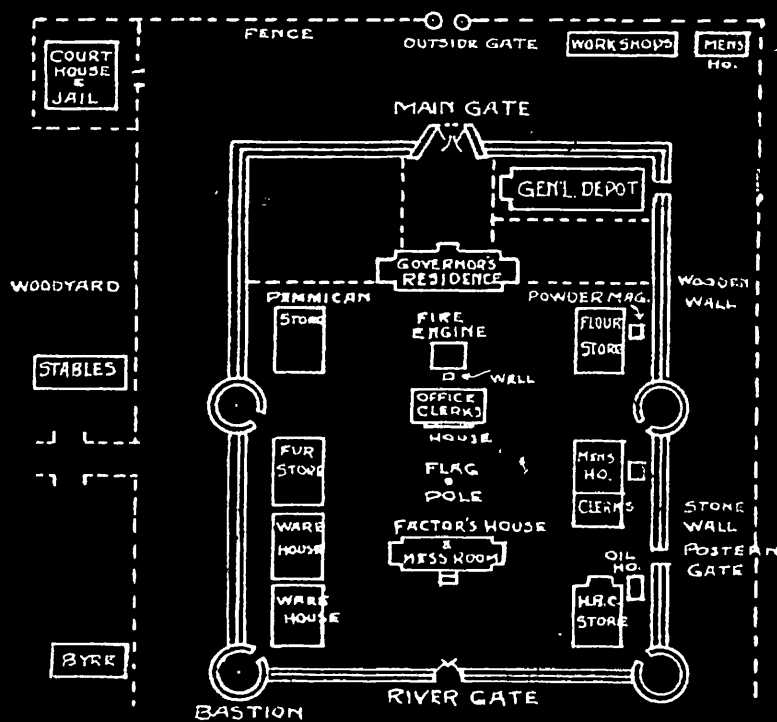 FENCE
OUTSIDE GATE
WORKSHOPS
MENS
HO.
COURT
HOUSE
&
JAIL
MAIN GATE
GEN'L. DEPOT
GOVERNOR'S
RESIDENCE
WOODYARD
PEMMICAN
STORE
FIRE
ENGINE
POWDER MAG.
FLOUR
STORE
WOODEN
WALL
STABLES
WELL
OFFICE
CLERKS
HOUSE
FUR
STORE
FLAG
POLE
MENS
HO.
CLERKS
WARE
HOUSE
FACTOR'S HOUSE
&
MESS ROOM
STONE
WALL
POSTERN
GATE
OIL
HO.
WARE
HOUSE
H.B.C.
STORE
BYRE
BASTION
RIVER GATE